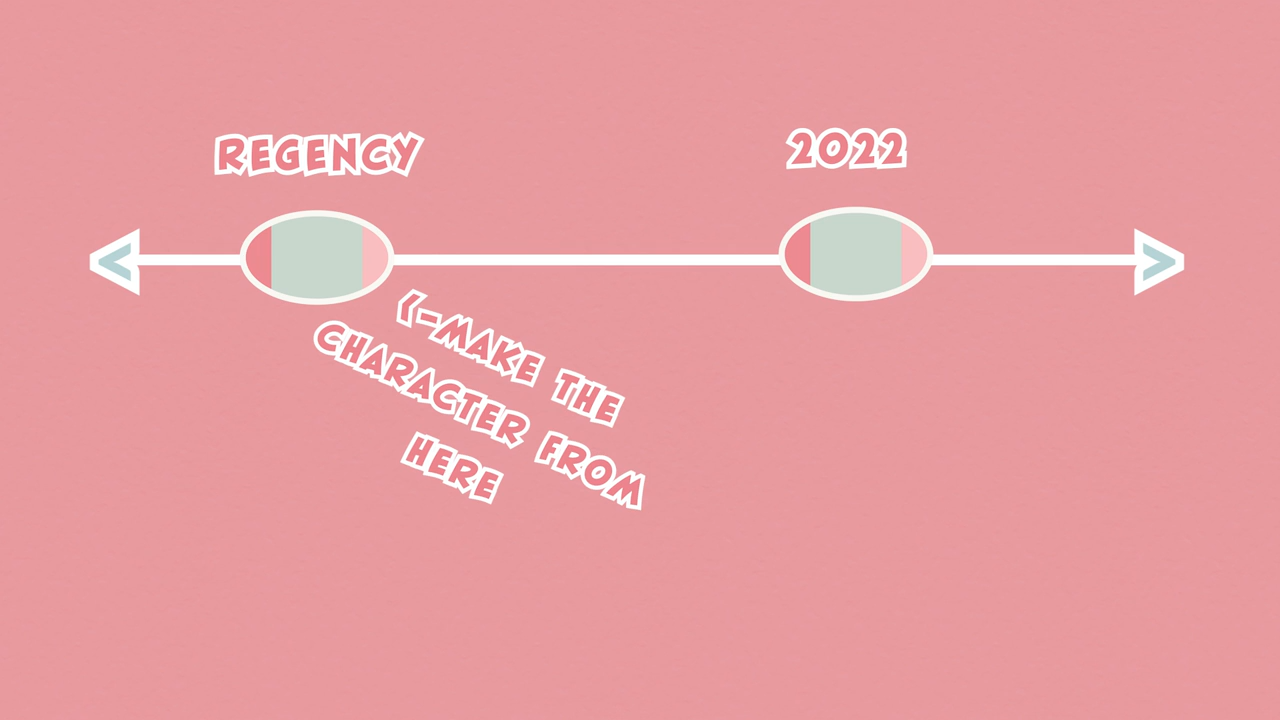 REGENCY
2022
<-MAKE THE
CHARACTER FROM
HERE